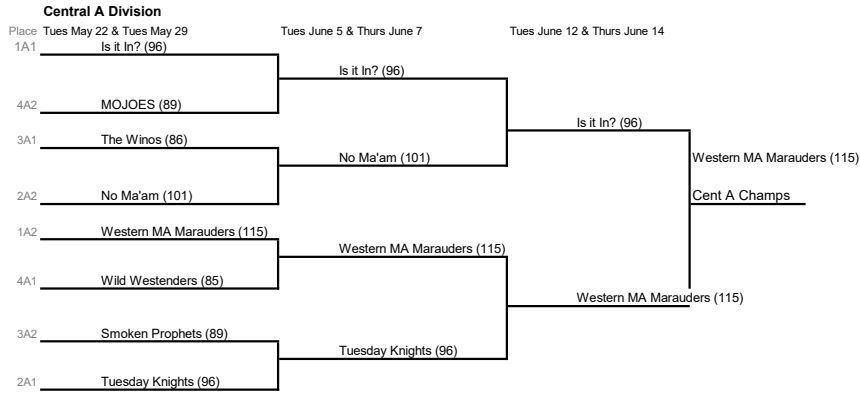 Central A Division
Place Tues May 22 & Tues May 29 Tues June 5 & Thurs June 7 Tues June 12 & Thurs June 14
1A1 Is it In? (96)
Is it In? (96)
4A2 MOJOES (89)
Is it In? (96)
3A1 The Winos (86)
No Ma'am (101)
Western MA Marauders (115)
2A2 No Ma'am (101)
Cent A Champs
1A2 Western MA Marauders (115)
Western MA Marauders (115)
4A1 Wild Westenders (85)
Western MA Marauders (115)
3A2 Smoken Prophets (89)
Tuesday Knights (96)
2A1 Tuesday Knights (96)